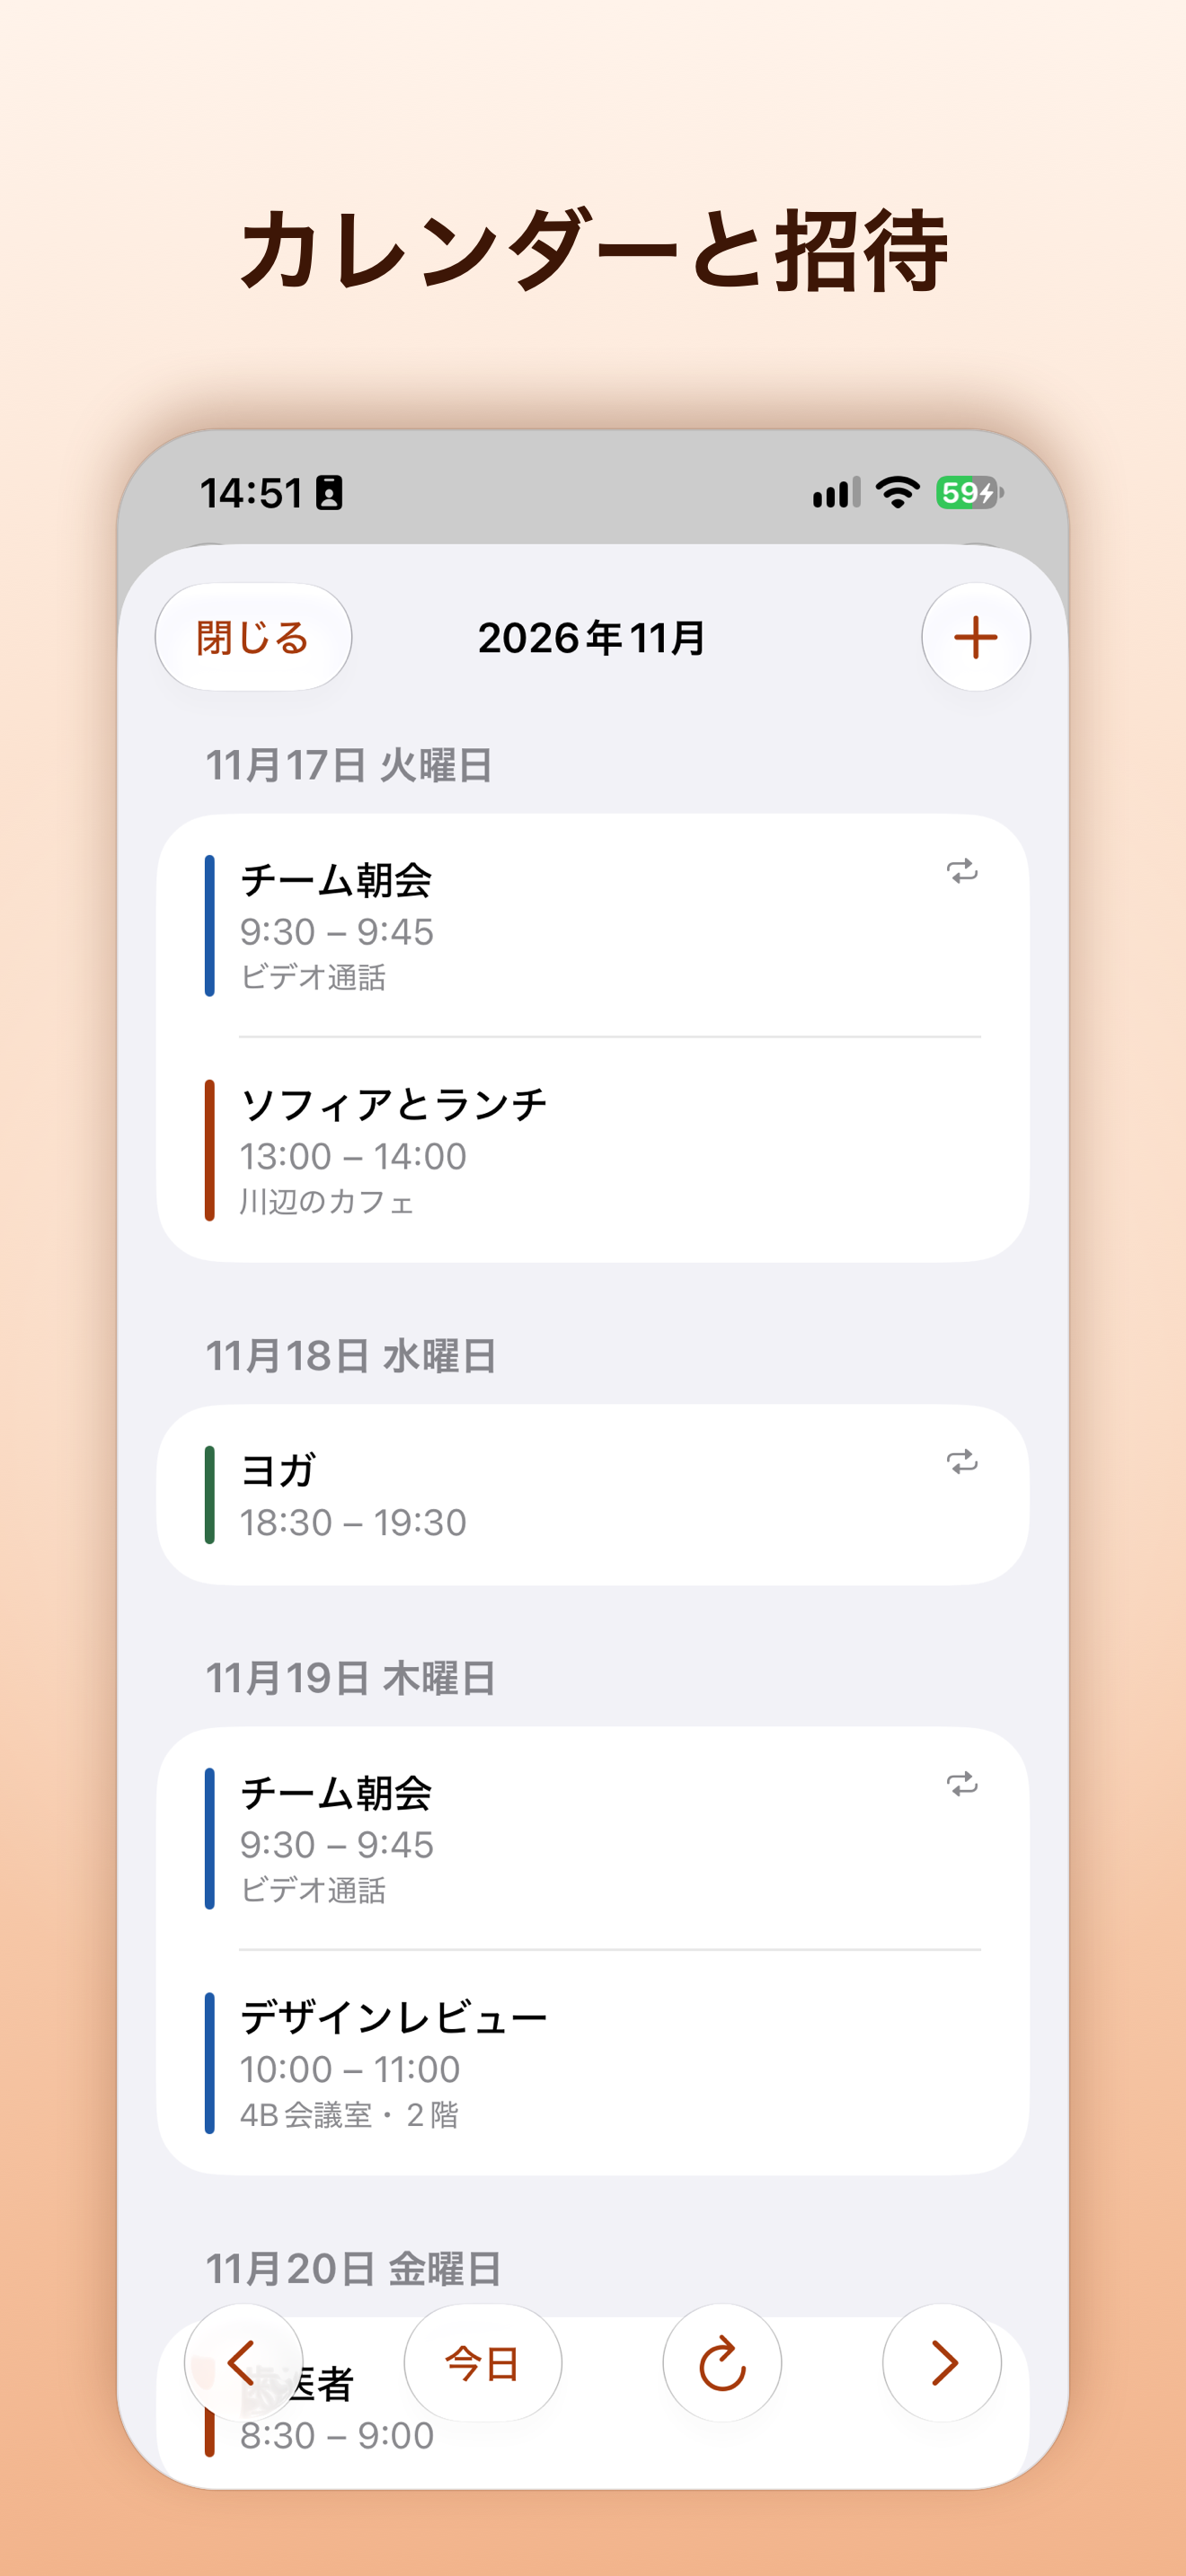 カレンダーと招待
14:51
59
閉じる
2026年11月
11月17日 火曜日
チーム朝会
9:30 – 9:45
ビデオ通話
ソフィアとランチ
13:00 – 14:00
川辺のカフェ
11月18日 水曜日
ヨガ
18:30 – 19:30
11月19日 木曜日
チーム朝会
9:30 – 9:45
ビデオ通話
デザインレビュー
10:00 – 11:00
4B会議室・2階
11月20日 金曜日
今日
歯医者
8:30 – 9:00